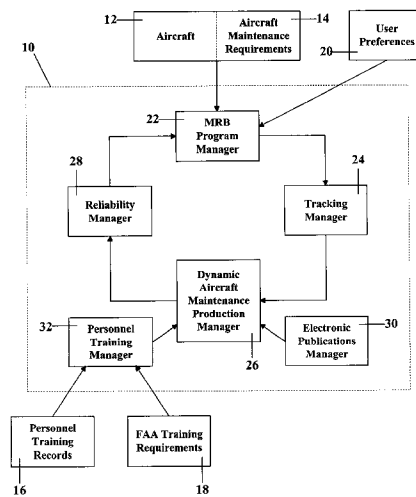 12
Aircraft
Aircraft
Maintenance
Requirements
14
User
Preferences
20
10
22
MRB
Program
Manager
28
Reliability
Manager
24
Tracking
Manager
Dynamic
Aircraft
Maintenance
Production
Manager
26
32
Personnel
Training
Manager
Electronic
Publications
Manager
30
Personnel
Training
Records
16
FAA Training
Requirements
18